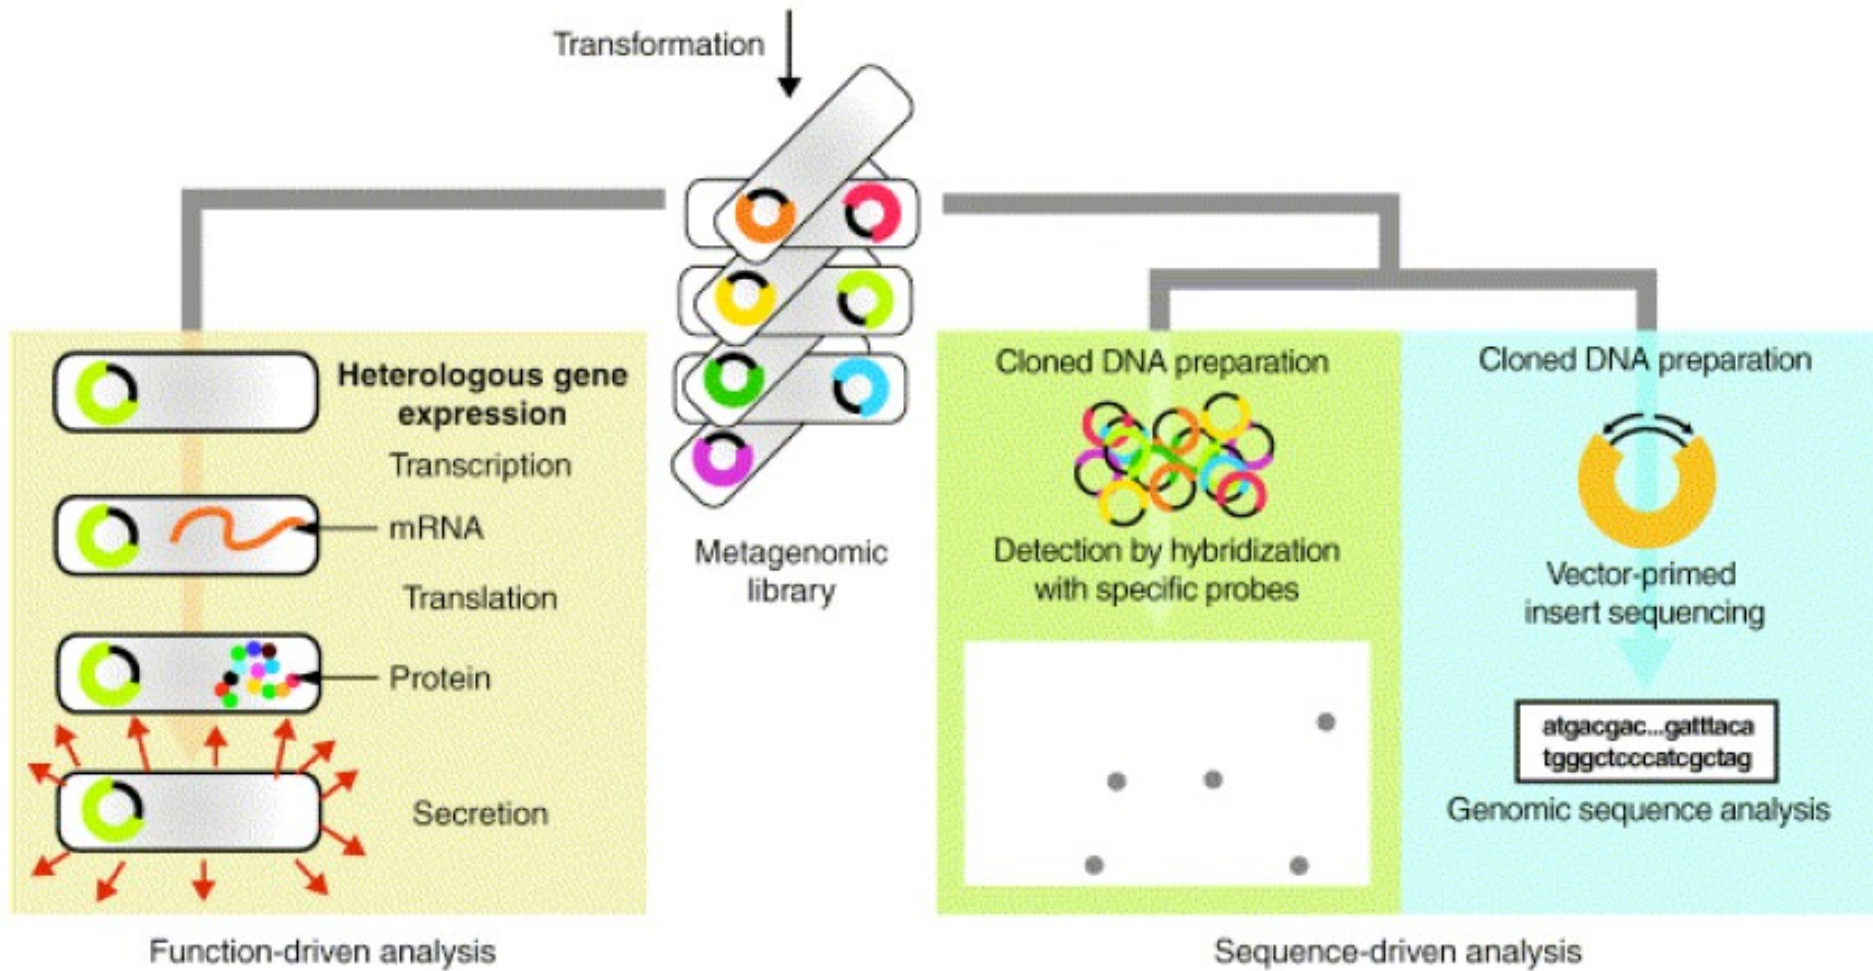 Transformation
Heterologous gene
expression
Transcription
mRNA
Translation
Protein
Secretion
Function-driven analysis
Metagenomic
library
Cloned DNA preparation
Detection by hybridization
with specific probes
Cloned DNA preparation
Vector-primed
insert sequencing
atgacgac...gatttaca
tgggctcccatcgctag
Genomic sequence analysis
Sequence-driven analysis